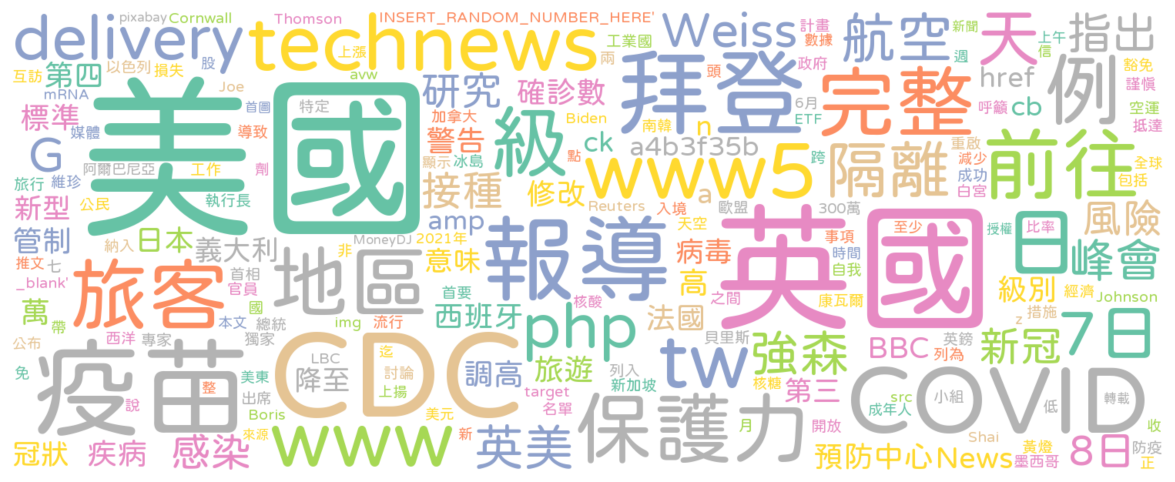 pixabay Cornwall Thomson INSERT_RANDOM_NUMBER_HERE'
delivery technews Weiss 航空 天 指出
股 上漲 工業國 兩 計畫 數據 新聞 週 上午 信
互訪 第四 以色列 損失 avw 政府 豁免 謹慎
mRNA Joe 首圖 特定 研究 確診數 頭 拜登 6月 ETF 完整 href 呼籲 cb 例 空運 抵達
標準 媒體 導致 美國 加拿大 警告 級 Biden ck 南韓 n a4b3f35b
G 阿爾巴尼亞 工作 劑 顯示 冰島 點 www5 跨 隔離 重啟 減少 成功 白宮 前往 全球 包括
旅行 維珍 執行長 接種 修改 a
新型 公民 amp Reuters 入境 歐盟 300萬 至少 授權 比率 風險
納入 日本 義大利 非 MoneyDJ 2021年 報導 天空 病毒 事項 英國 日 峰會
管制 推文 七 _blank' 旅客 首相 官員 地區 意味 高 時間 自我 級別 經濟
萬 帶 國 首要 核酸 之間 康瓦爾 Johnson
本文 總統 img 流行 西班牙 php 法國 貝里斯 英鎊 z 措施
公布 西洋 專家 獨家 CDC tw 強森 BBC 列為 新冠 7日
免 疫苗 整 美東 LBC 降至 迄 討論 上揚 調高 旅遊 列入 新加坡 核糖 第三 src 小組 COVID 低 轉載
說 出席 target 名單 保護力 成年人
Boris 美元 月 開放
冠狀 疾病 感染 來源 www 新 英美 預防中心 News Shai 黃燈 墨西哥 8日 收 防疫 正